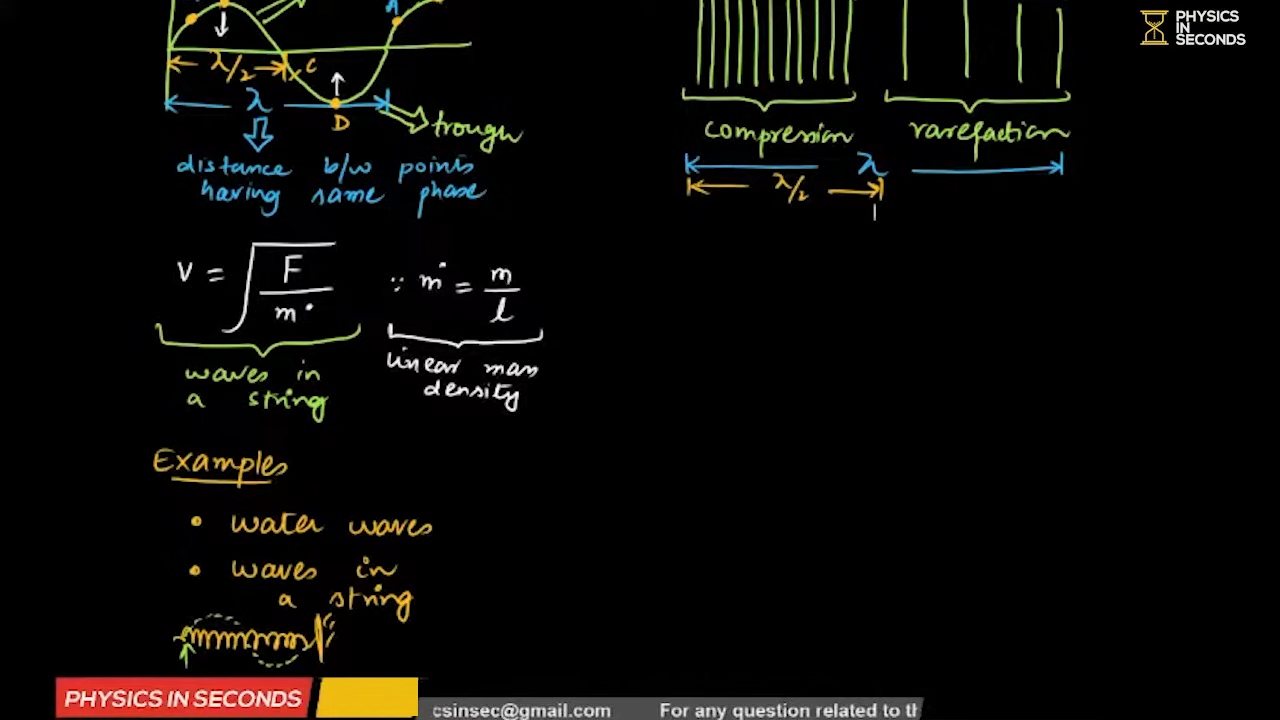 A
λ/2
C
λ
D
trough
distance b/w points
having same phase
v = √F/m°
∵ m° = m/l
waves in
a string
linear mass
density
Examples
• water waves
• waves in
a string
compression
rarefaction
λ
λ/2
PHYSICS
IN
SECONDS
PHYSICS IN SECONDS
csinsec@gmail.com
For any question related to th